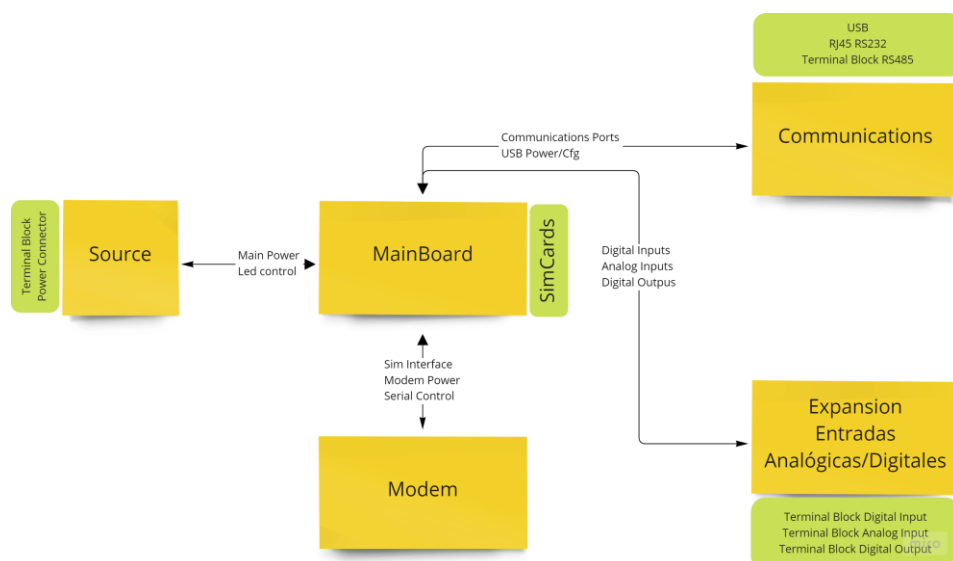 USB
RJ45 RS232
Terminal Block RS485
Communications
Communications Ports
USB Power/Cfg
Terminal Block
Power Connector
Source
Main Power
Led control
MainBoard
SimCards
Digital Inputs
Analog Inputs
Digital Outpus
Sim Interface
Modem Power
Serial Control
Modem
Expansion
Entradas
Analógicas/Digitales
Terminal Block Digital Input
Terminal Block Analog Input
Terminal Block Digital Output
miro